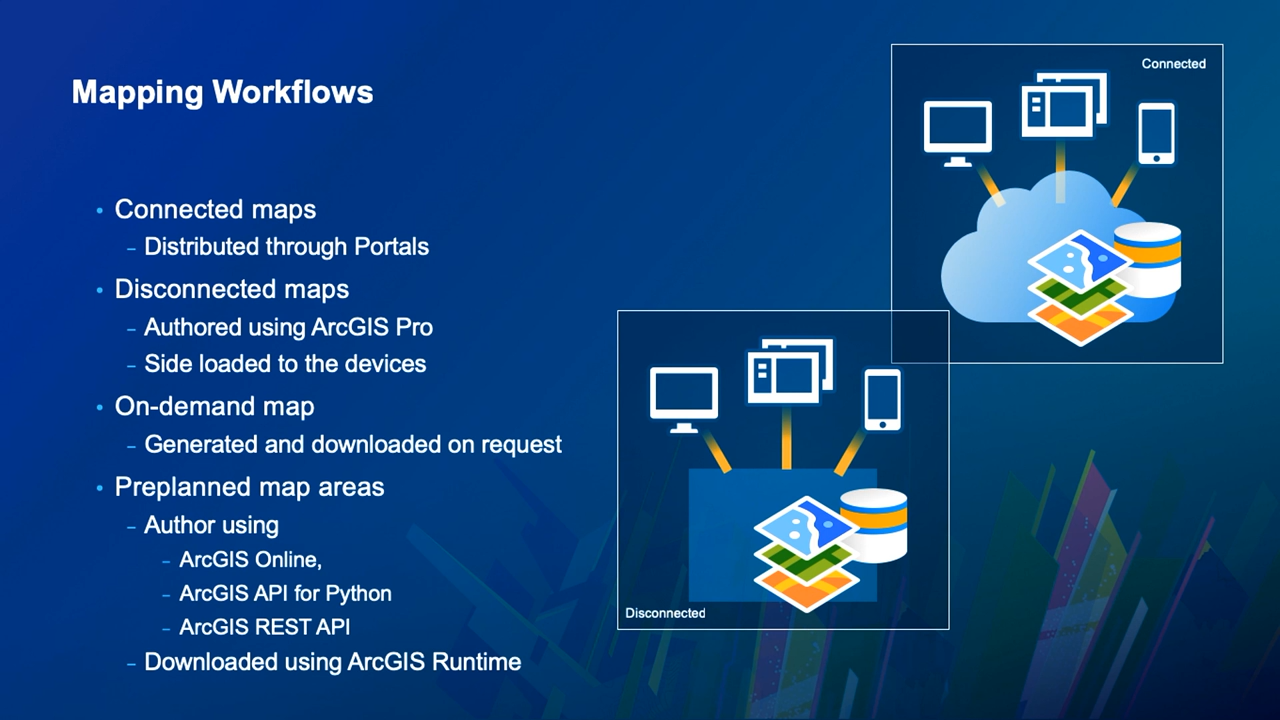 Mapping Workflows
• Connected maps
– Distributed through Portals
• Disconnected maps
– Authored using ArcGIS Pro
– Side loaded to the devices
• On-demand map
– Generated and downloaded on request
• Preplanned map areas
– Author using
– ArcGIS Online,
– ArcGIS API for Python
– ArcGIS REST API
– Downloaded using ArcGIS Runtime
Connected
Disconnected